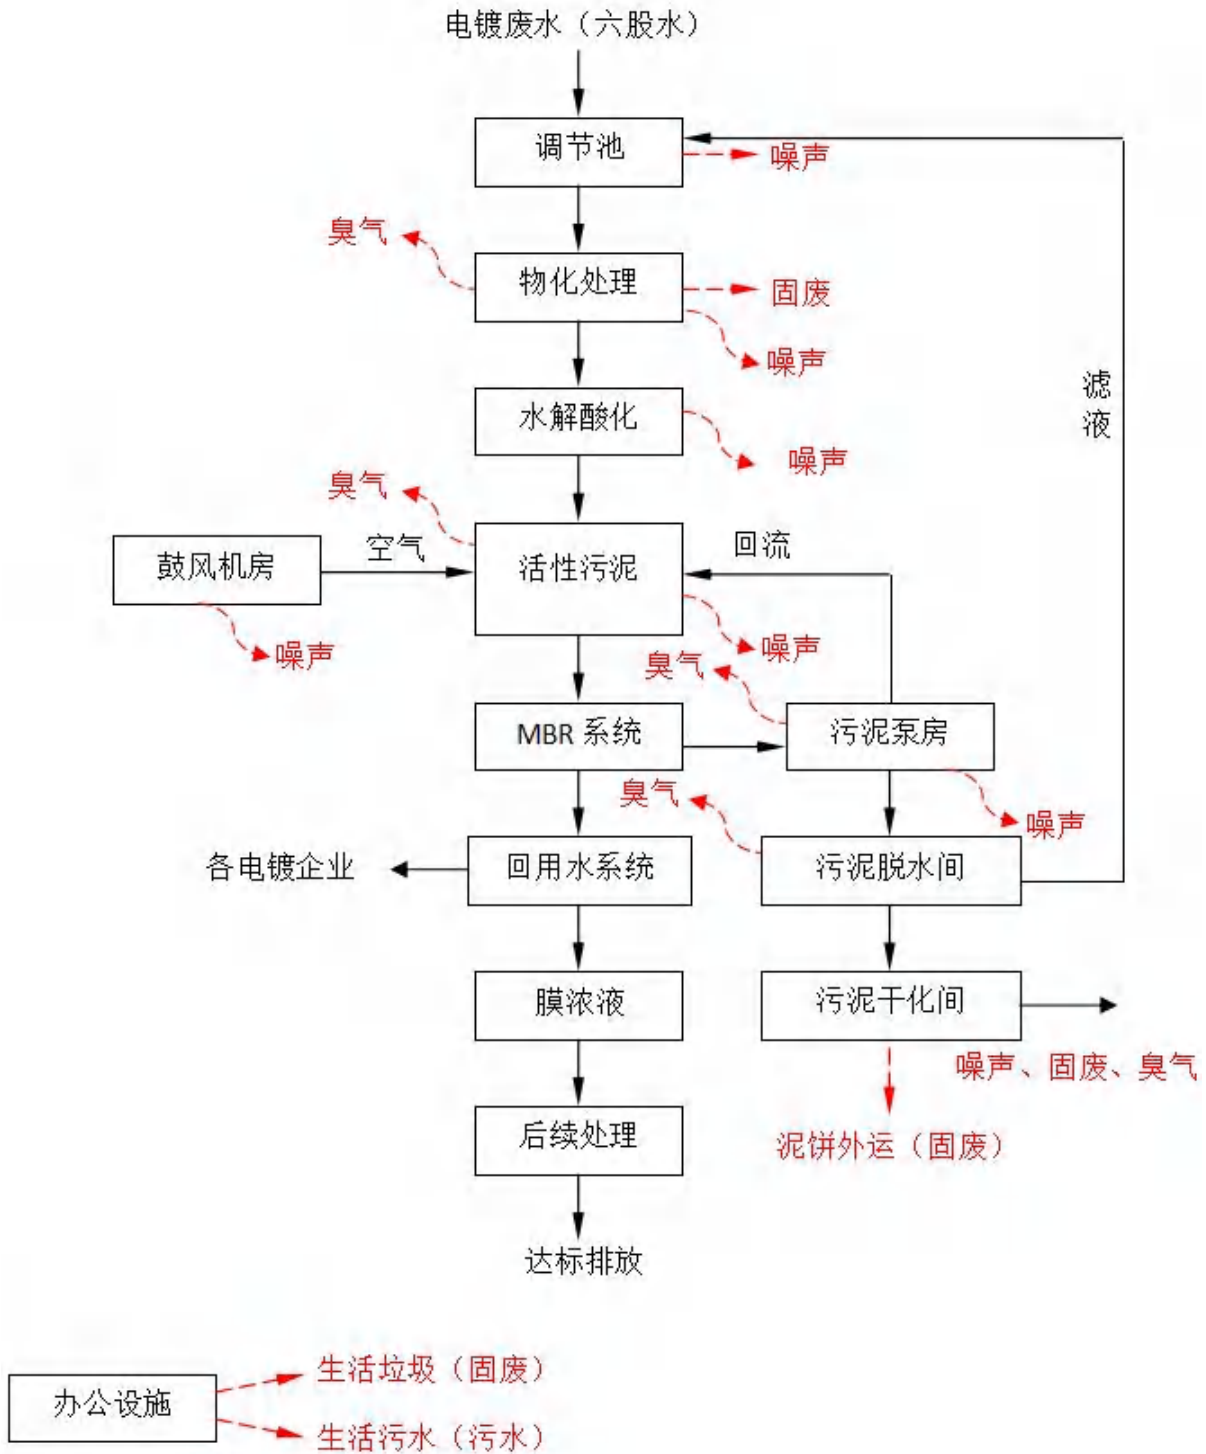 电镀废水（六股水）
调节池
噪声
臭气
物化处理
固废
噪声
滤液
水解酸化
噪声
臭气
鼓风机房
空气
活性污泥
回流
噪声
噪声
臭气
MBR 系统
污泥泵房
臭气
噪声
各电镀企业
回用水系统
污泥脱水间
膜浓液
污泥干化间
噪声、固废、臭气
后续处理
泥饼外运（固废）
达标排放
办公设施
生活垃圾（固废）
生活污水（污水）